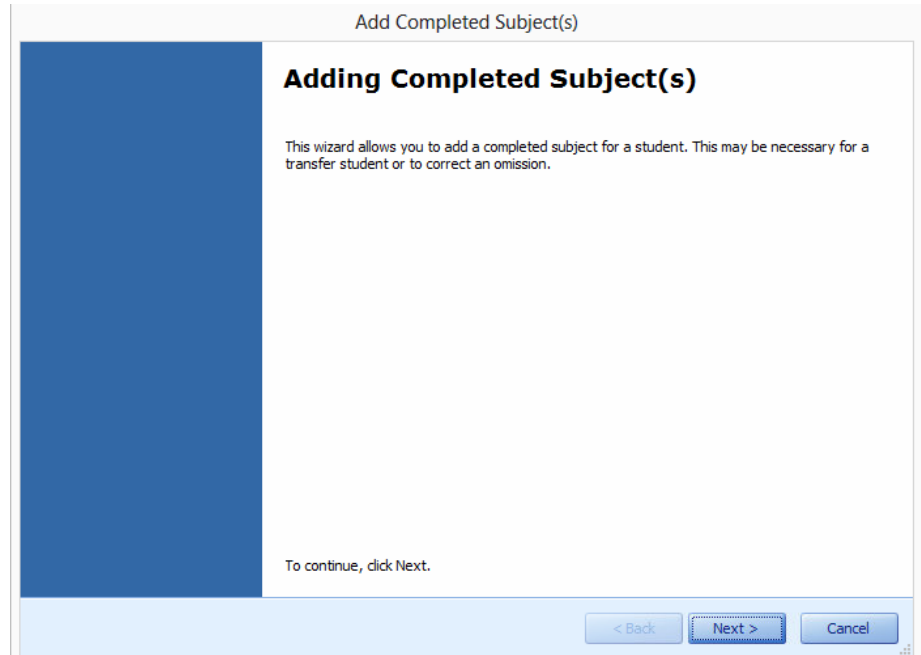 Add Completed Subject(s)
Adding Completed Subject(s)
This wizard allows you to add a completed subject for a student. This may be necessary for a
transfer student or to correct an omission.
To continue, click Next.
< Back Next > Cancel